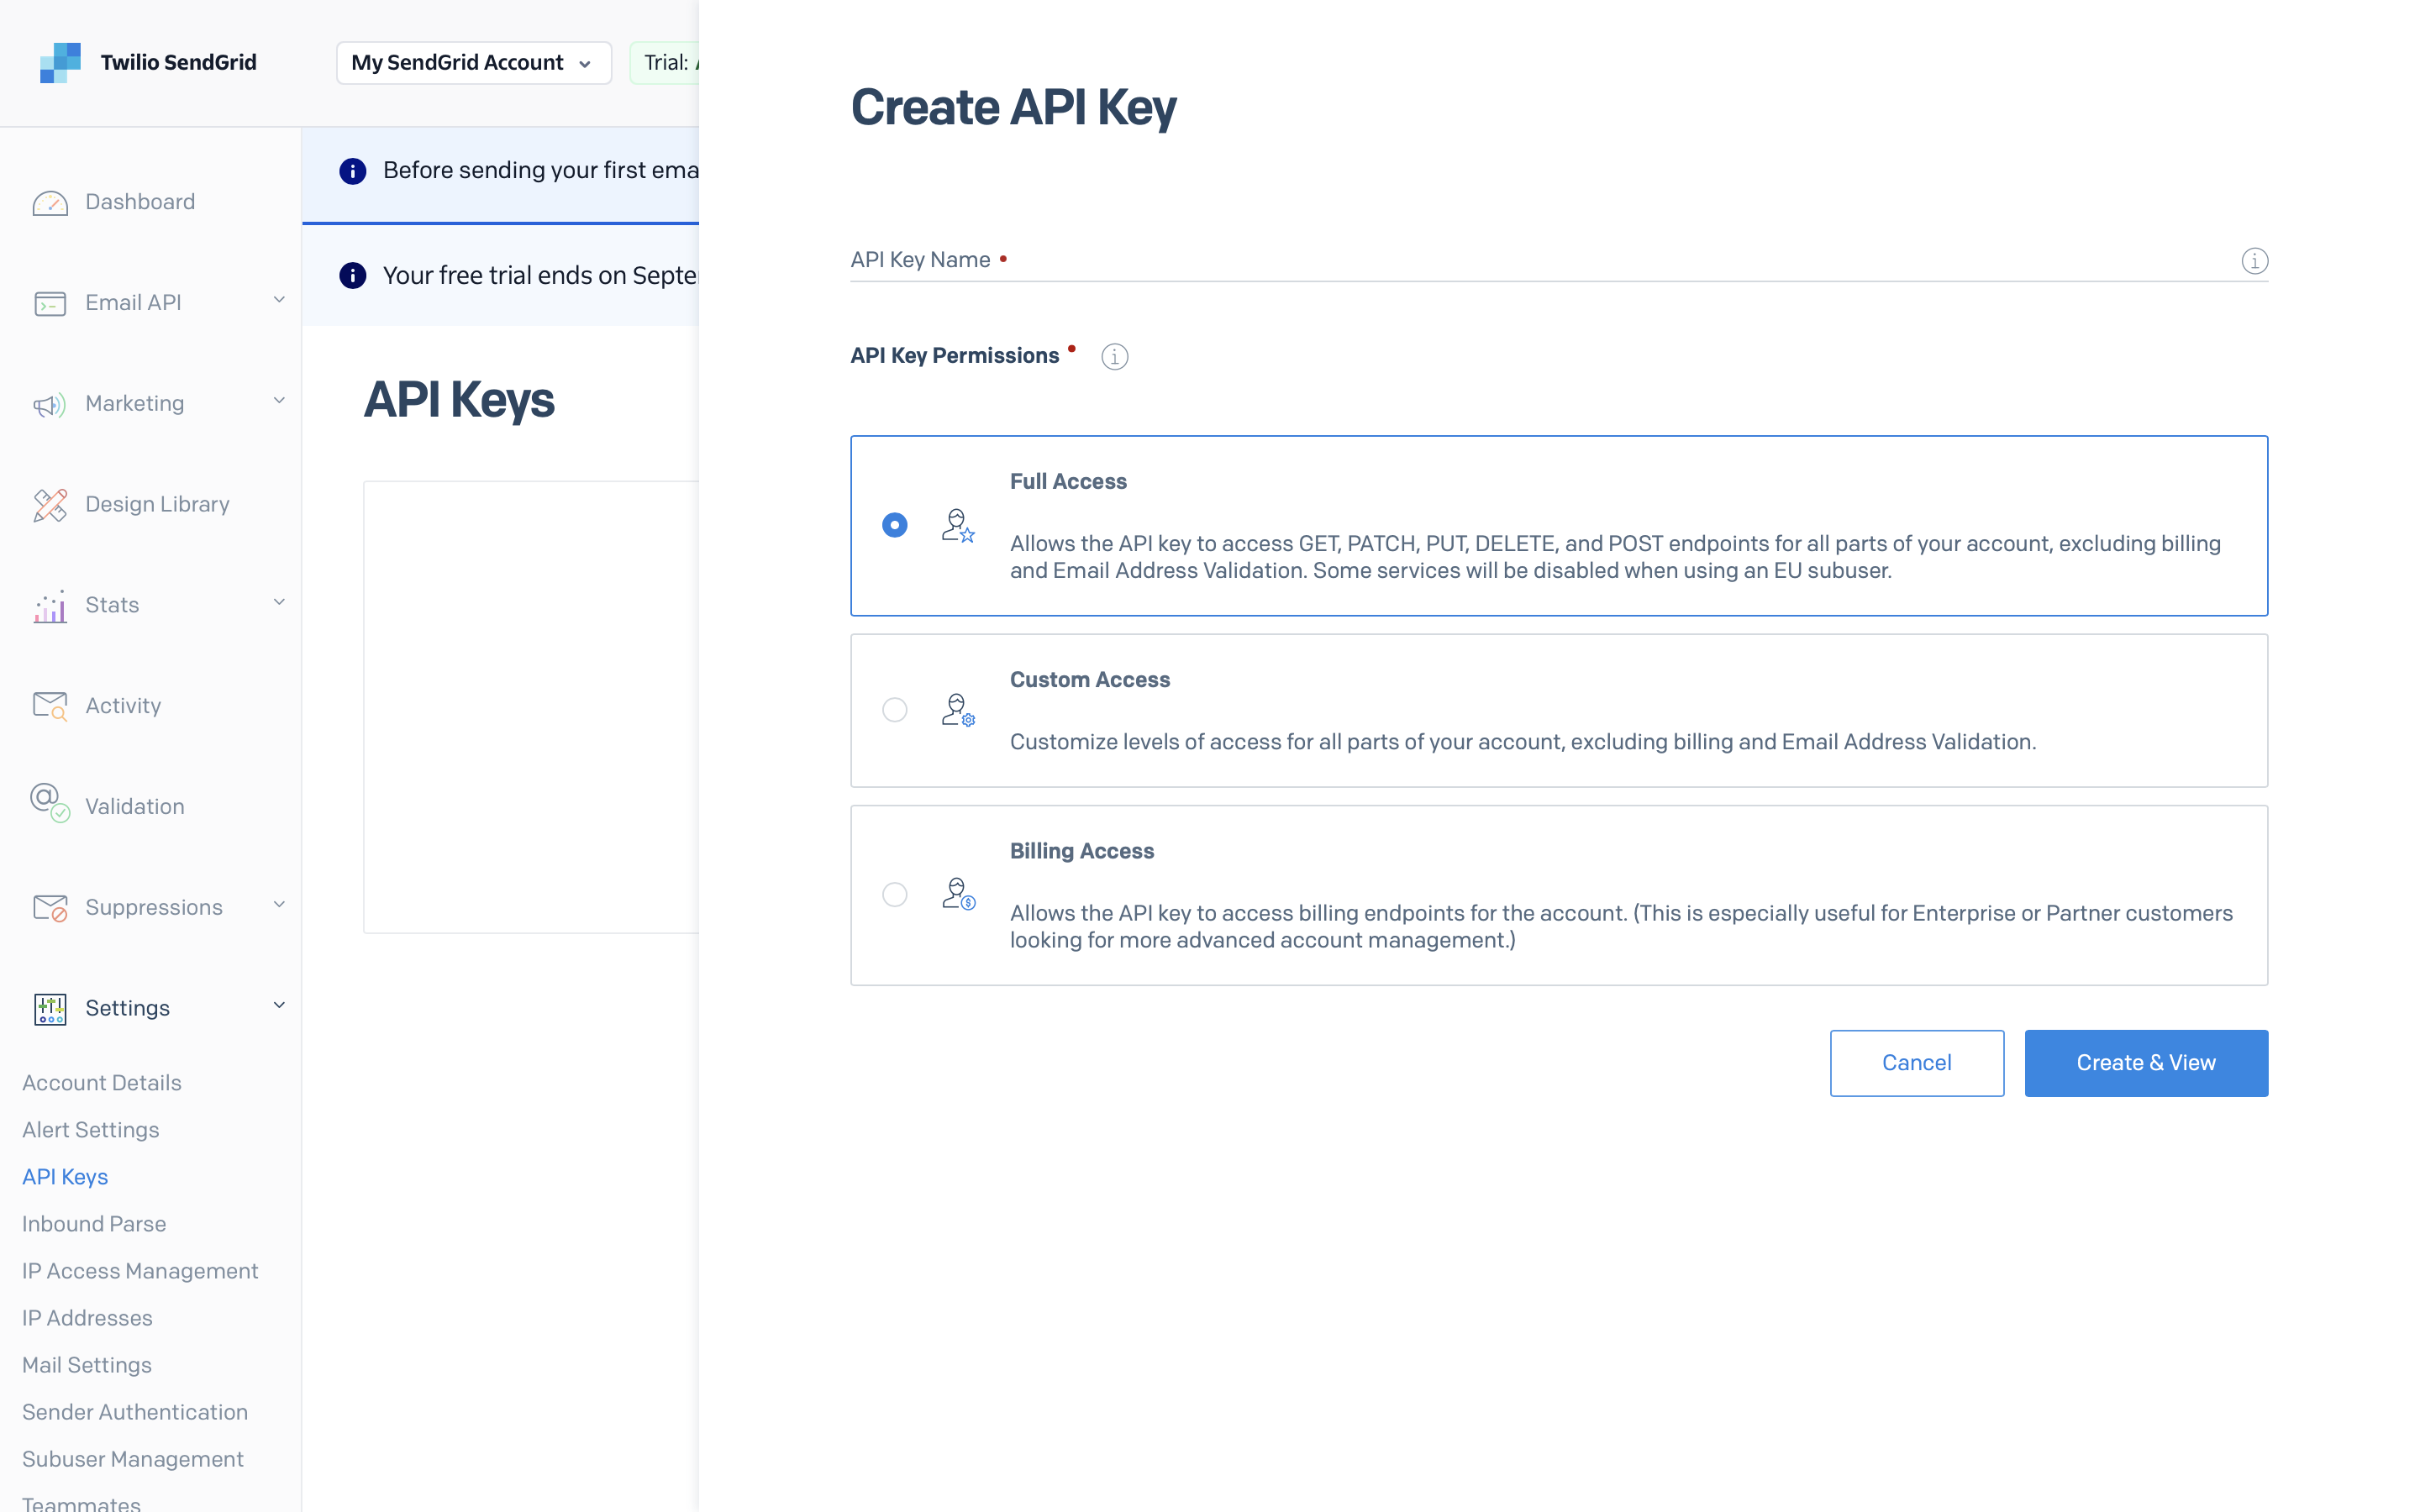 Twilio SendGrid
My SendGrid Account
Trial:
Dashboard
Email API
Marketing
Design Library
Stats
Activity
Validation
Suppressions
Settings
Account Details
Alert Settings
API Keys
Inbound Parse
IP Access Management
IP Addresses
Mail Settings
Sender Authentication
Subuser Management
Teammates
Before sending your first ema
Your free trial ends on Septe
API Keys
Create API Key
API Key Name
API Key Permissions
Full Access
Allows the API key to access GET, PATCH, PUT, DELETE, and POST endpoints for all parts of your account, excluding billing
and Email Address Validation. Some services will be disabled when using an EU subuser.
Custom Access
Customize levels of access for all parts of your account, excluding billing and Email Address Validation.
Billing Access
Allows the API key to access billing endpoints for the account. (This is especially useful for Enterprise or Partner customers
looking for more advanced account management.)
Cancel
Create & View